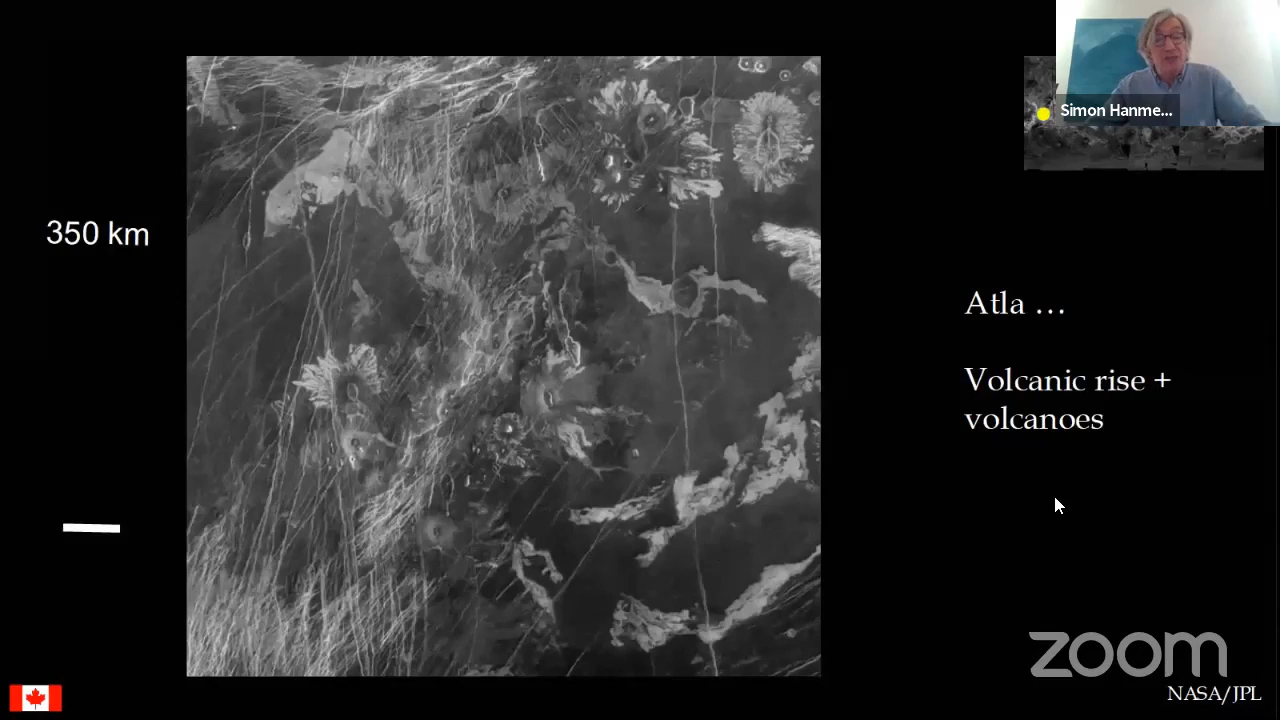 Simon Hanme...
350 km
Atla ...
Volcanic rise +
volcanoes
zoom
NASA/JPL